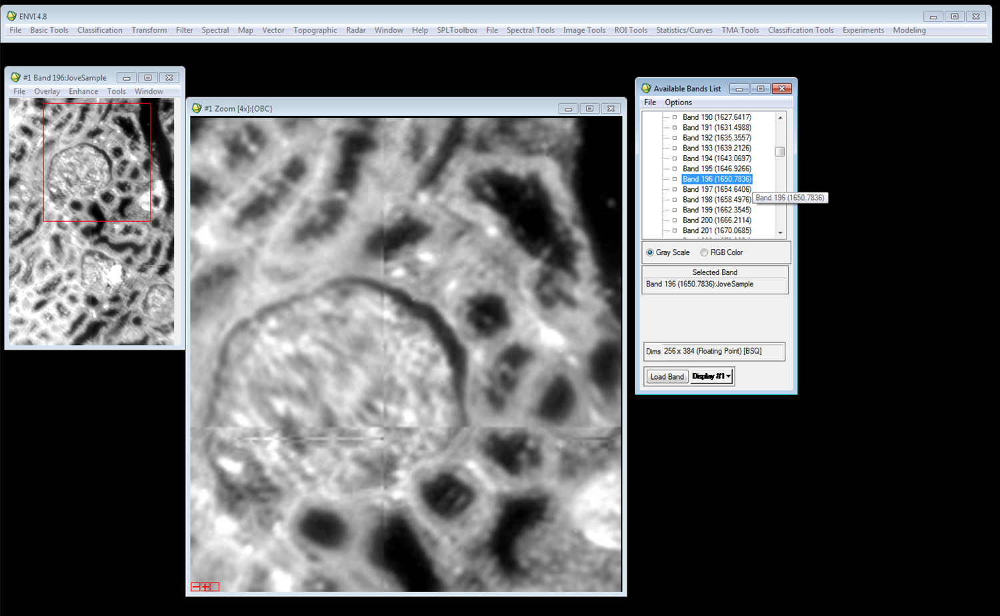 ENVI 4.8
File Basic Tools Classification Transform Filter Spectral Map Vector Topographic Radar Window Help SPLToolbox File Spectral Tools Image Tools ROI Tools Statistics/Curves TMA Tools Classification Tools Experiments Modeling
#1 Band 196:JoveSample
File Overlay Enhance Tools Window
#1 Zoom [4x]:{OBC}
Available Bands List
File Options
Band 190 (1627.6417)
Band 191 (1631.4988)
Band 192 (1635.3557)
Band 193 (1639.2126)
Band 194 (1643.0697)
Band 195 (1646.9266)
Band 196 (1650.7836)
Band 197 (1654.6406)
Band 196 (1650.7836)
Band 198 (1658.4976)
Band 199 (1662.3545)
Band 200 (1666.2114)
Band 201 (1670.0685)
Gray Scale RGB Color
Selected Band
Band 196 (1650.7836):JoveSample
Dims 256 x 384 (Floating Point) [BSQ]
Load Band Display #1